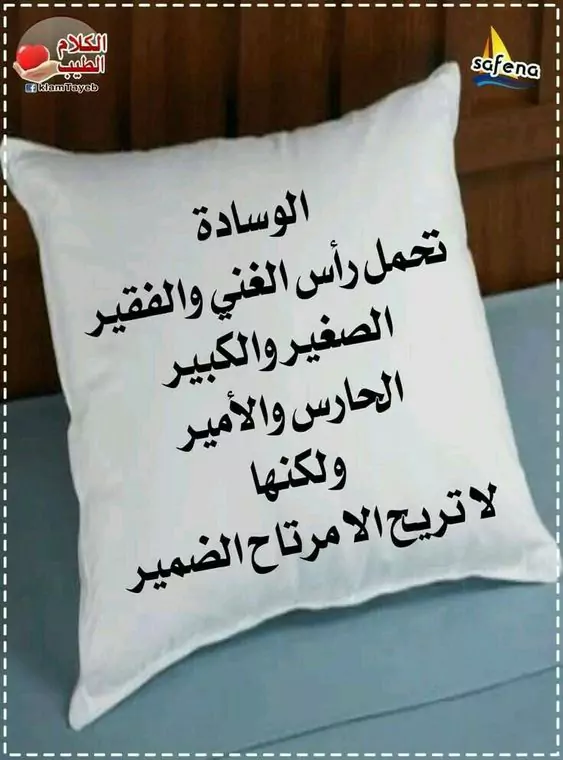 الكلام
الطيب
klamTayeb
safena
الوسادة
تحمل رأس الغني والفقير
الصغير والكبير
الحارس والأمير
ولكنها
لا تريح الا مرتاح الضمير